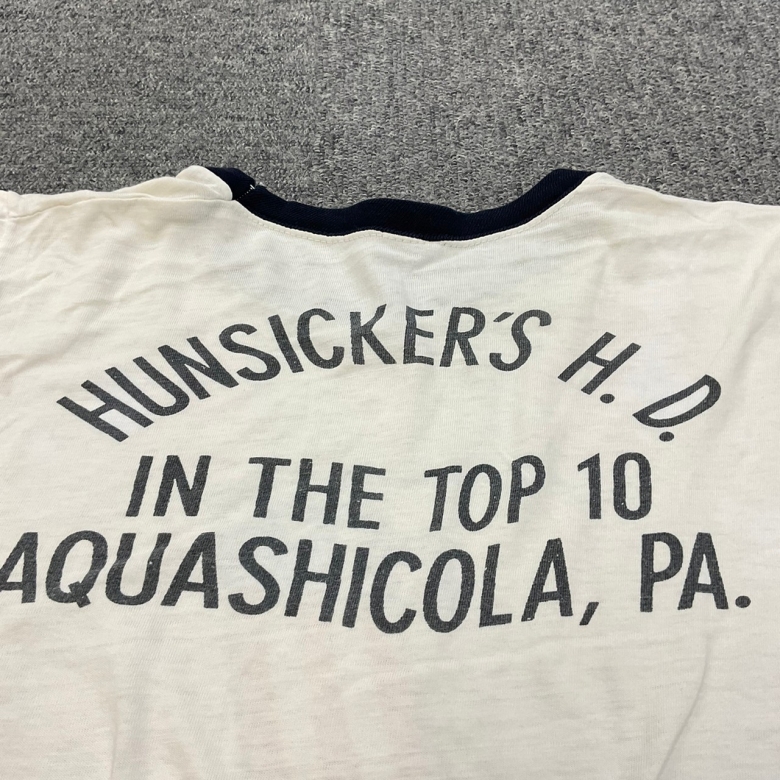 HUNSICKER'S H. D.
IN THE TOP 10
AQUASHICOLA, PA.